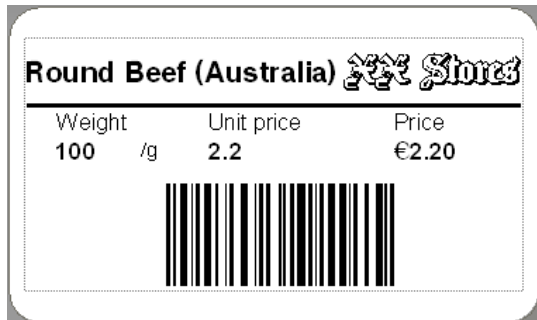 Round Beef (Australia) XX Stores
Weight Unit price Price
100 /g 2.2 €2.20